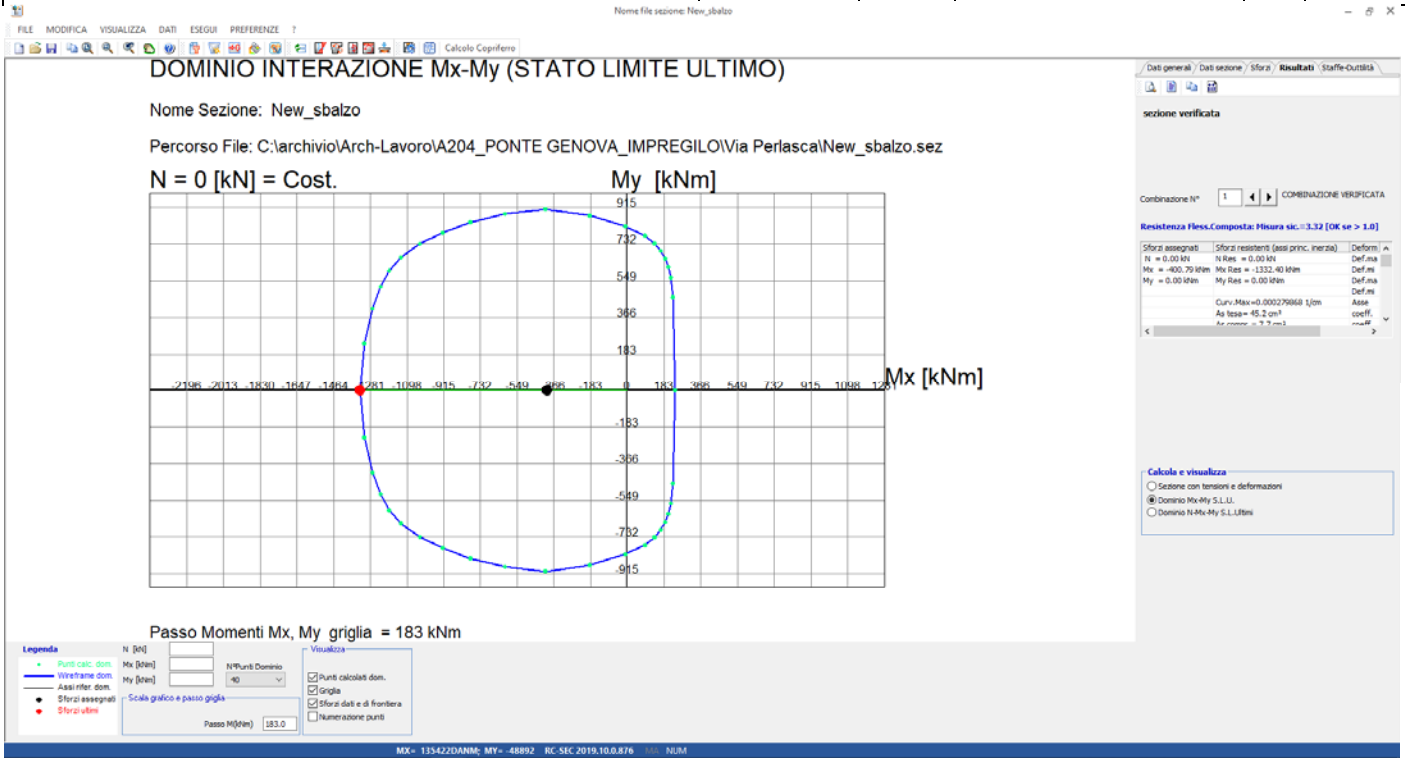 Nome file sezione: New_sbalzo
FILE MODIFICA VISUALIZZA DATI ESEGUI PREFERENZE ?
Calcolo Copriferro
DOMINIO INTERAZIONE Mx-My (STATO LIMITE ULTIMO)
Nome Sezione: New_sbalzo
Percorso File: C:\archivio\Arch-Lavoro\A204_PONTE GENOVA_IMPREGILO\Via Perlasca\New_sbalzo.sez
N = 0 [kN] = Cost.
My [kNm]
915
732
549
366
183
-2196 -2013 -1830 -1647 -1464 -1281 -1098 -915 -732 -549 -366 -183 0 183 366 549 732 915 1098 1281
Mx [kNm]
-183
-366
-549
-732
-915
Passo Momenti Mx, My griglia = 183 kNm
Dati generali Dati sezione Sforzi Risultati Staffe-Duttilità
sezione verificata
Combinazione N° 1 COMBINAZIONE VERIFICATA
Resistenza Fless.Composta: Misura sic.=3.32 [OK se > 1.0]
Sforzi assegnati Sforzi resistenti (assi princ. inerzia) Deform
N = 0.00 kN N Res = 0.00 kN Def.ma
Mx = -400.79 kNm Mx Res = -1332.40 kNm Def.mi
My = 0.00 kNm My Res = 0.00 kNm Def.ma
Def.mi
Curv.Max=0.000279868 1/cm Asse
As tesa= 45.2 cm² coeff.
As compr. = 7.7 cm² coeff.
Calcola e visualizza
Sezione con tensioni e deformazioni
Dominio Mx-My S.L.U.
Dominio N-Mx-My S.L.Ultimi
Legenda
Punti calc. dom.
Wireframe dom.
Assi rifer. dom.
Sforzi assegnati
Sforzi ultimi
N [kN]
Mx [kNm]
My [kNm]
N°Punti Dominio
40
Scala grafico e passo griglia
Passo M(kNm) 183.0
Visualizza
Punti calcolati dom.
Griglia
Sforzi dati e di frontiera
Numerazione punti
MX= 135422DANM; MY= -48892 RC-SEC 2019.10.0.876 MA NUM